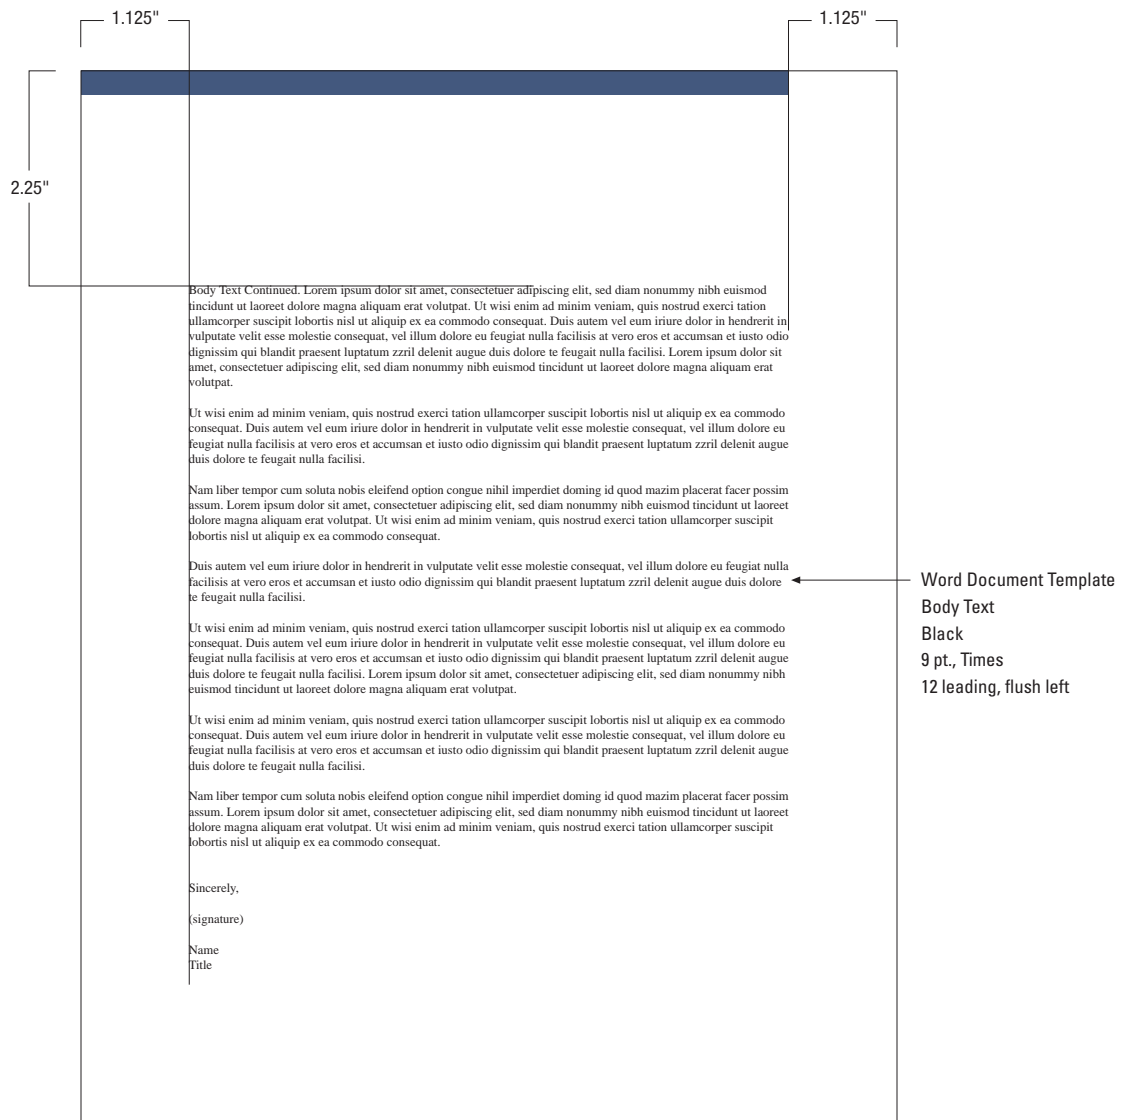 1.125"
1.125"
2.25"
Body Text Continued. Lorem ipsum dolor sit amet, consectetuer adipiscing elit, sed diam nonummy nibh euismod
tincidunt ut laoreet dolore magna aliquam erat volutpat. Ut wisi enim ad minim veniam, quis nostrud exerci tation
ullamcorper suscipit lobortis nisl ut aliquip ex ea commodo consequat. Duis autem vel eum iriure dolor in hendrerit in
vulputate velit esse molestie consequat, vel illum dolore eu feugiat nulla facilisis at vero eros et accumsan et iusto odio
dignissim qui blandit praesent luptatum zzril delenit augue duis dolore te feugait nulla facilisi. Lorem ipsum dolor sit
amet, consectetuer adipiscing elit, sed diam nonummy nibh euismod tincidunt ut laoreet dolore magna aliquam erat
volutpat.
Ut wisi enim ad minim veniam, quis nostrud exerci tation ullamcorper suscipit lobortis nisl ut aliquip ex ea commodo
consequat. Duis autem vel eum iriure dolor in hendrerit in vulputate velit esse molestie consequat, vel illum dolore eu
feugiat nulla facilisis at vero eros et accumsan et iusto odio dignissim qui blandit praesent luptatum zzril delenit augue
duis dolore te feugait nulla facilisi.
Nam liber tempor cum soluta nobis eleifend option congue nihil imperdiet doming id quod mazim placerat facer possim
assum. Lorem ipsum dolor sit amet, consectetuer adipiscing elit, sed diam nonummy nibh euismod tincidunt ut laoreet
dolore magna aliquam erat volutpat. Ut wisi enim ad minim veniam, quis nostrud exerci tation ullamcorper suscipit
lobortis nisl ut aliquip ex ea commodo consequat.
Duis autem vel eum iriure dolor in hendrerit in vulputate velit esse molestie consequat, vel illum dolore eu feugiat nulla
facilisis at vero eros et accumsan et iusto odio dignissim qui blandit praesent luptatum zzril delenit augue duis dolore
te feugait nulla facilisi.
Ut wisi enim ad minim veniam, quis nostrud exerci tation ullamcorper suscipit lobortis nisl ut aliquip ex ea commodo
consequat. Duis autem vel eum iriure dolor in hendrerit in vulputate velit esse molestie consequat, vel illum dolore eu
feugiat nulla facilisis at vero eros et accumsan et iusto odio dignissim qui blandit praesent luptatum zzril delenit augue
duis dolore te feugait nulla facilisi. Lorem ipsum dolor sit amet, consectetuer adipiscing elit, sed diam nonummy nibh
euismod tincidunt ut laoreet dolore magna aliquam erat volutpat.
Ut wisi enim ad minim veniam, quis nostrud exerci tation ullamcorper suscipit lobortis nisl ut aliquip ex ea commodo
consequat. Duis autem vel eum iriure dolor in hendrerit in vulputate velit esse molestie consequat, vel illum dolore eu
feugiat nulla facilisis at vero eros et accumsan et iusto odio dignissim qui blandit praesent luptatum zzril delenit augue
duis dolore te feugait nulla facilisi.
Nam liber tempor cum soluta nobis eleifend option congue nihil imperdiet doming id quod mazim placerat facer possim
assum. Lorem ipsum dolor sit amet, consectetuer adipiscing elit, sed diam nonummy nibh euismod tincidunt ut laoreet
dolore magna aliquam erat volutpat. Ut wisi enim ad minim veniam, quis nostrud exerci tation ullamcorper suscipit
lobortis nisl ut aliquip ex ea commodo consequat.
Sincerely,
(signature)
Name
Title
Word Document Template
Body Text
Black
9 pt., Times
12 leading, flush left